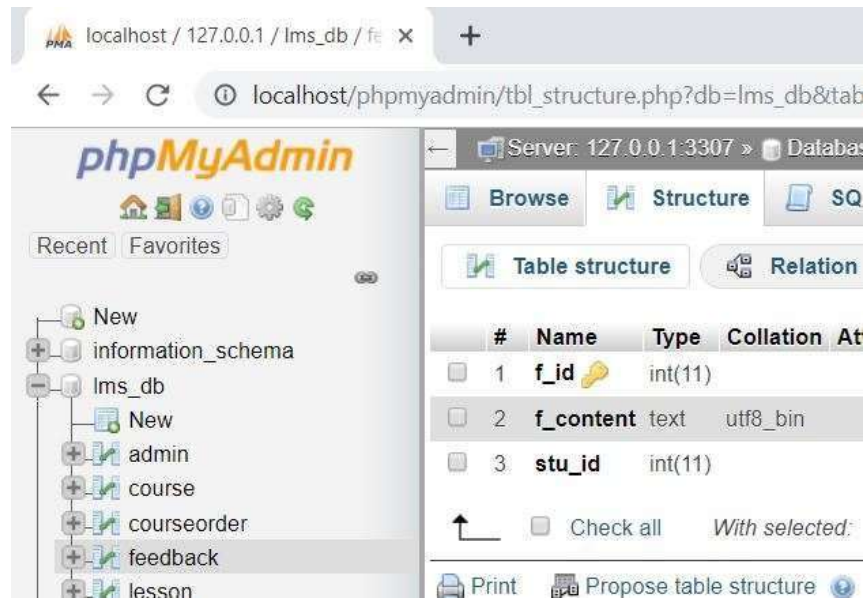 localhost / 127.0.0.1 / lms_db / fe
localhost/phpmyadmin/tbl_structure.php?db=lms_db&tab
phpMyAdmin
Recent Favorites
New
information_schema
lms_db
New
admin
course
courseorder
feedback
lesson
Server: 127.0.0.1:3307 » Databas
Browse Structure SQ
Table structure Relation
# Name Type Collation Att
1 f_id int(11)
2 f_content text utf8_bin
3 stu_id int(11)
Check all With selected:
Print Propose table structure